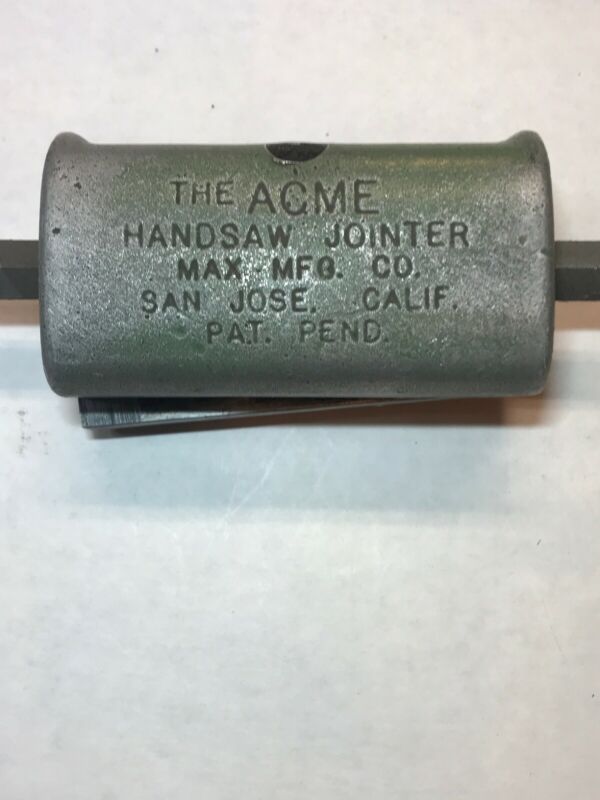 THE ACME
HANDSAW JOINTER
MAX MFG. CO.
SAN JOSE. CALIF.
PAT. PEND.